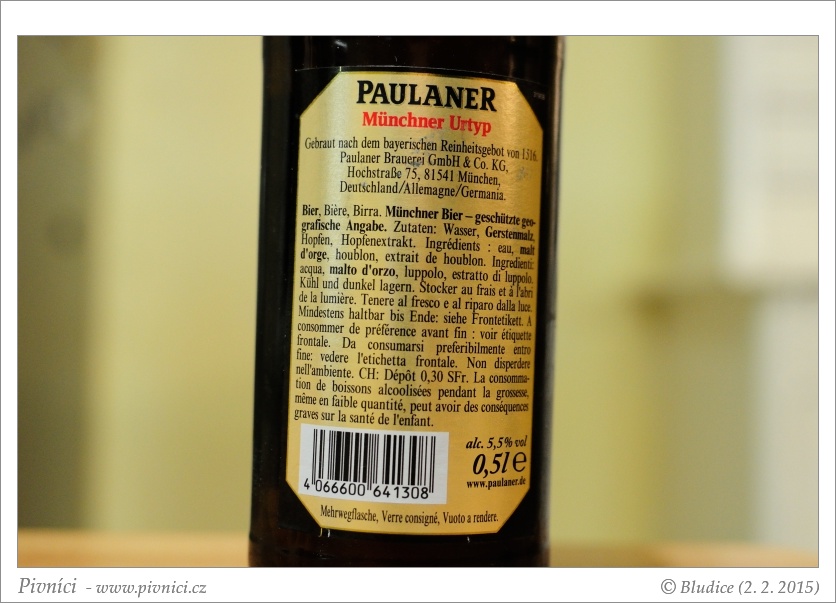 PAULANER
Münchner Urtyp
Gebraut nach dem bayerischen Reinheitsgebot von 1516.
Paulaner Brauerei GmbH & Co. KG,
Hochstraße 75, 81541 München,
Deutschland/Allemagne/Germania.
Bier, Bière, Birra. Münchner Bier – geschützte geo-
grafische Angabe. Zutaten: Wasser, Gerstenmalz,
Hopfen, Hopfenextrakt. Ingrédients : eau, malt
d'orge, houblon, extrait de houblon. Ingredienti:
acqua, malto d'orzo, luppolo, estratto di luppolo.
Kühl und dunkel lagern. Stocker au frais et à l'abri
de la lumière. Tenere al fresco e al riparo dalla luce.
Mindestens haltbar bis Ende: siehe Frontetikett. A
consommer de préférence avant fin : voir étiquette
frontale. Da consumarsi preferibilmente entro
fine: vedere l'etichetta frontale. Non disperdere
nell'ambiente. CH: Dépôt 0,30 SFr. La consomma-
tion de boissons alcoolisées pendant la grossesse,
même en faible quantité, peut avoir des conséquences
graves sur la santé de l'enfant.
alc. 5,5% vol
0,5l e
www.paulaner.de
4 066600 641308
Mehrwegflasche, Verre consigné, Vuoto a rendere.
Pivníci - www.pivnici.cz
© Bludice (2. 2. 2015)